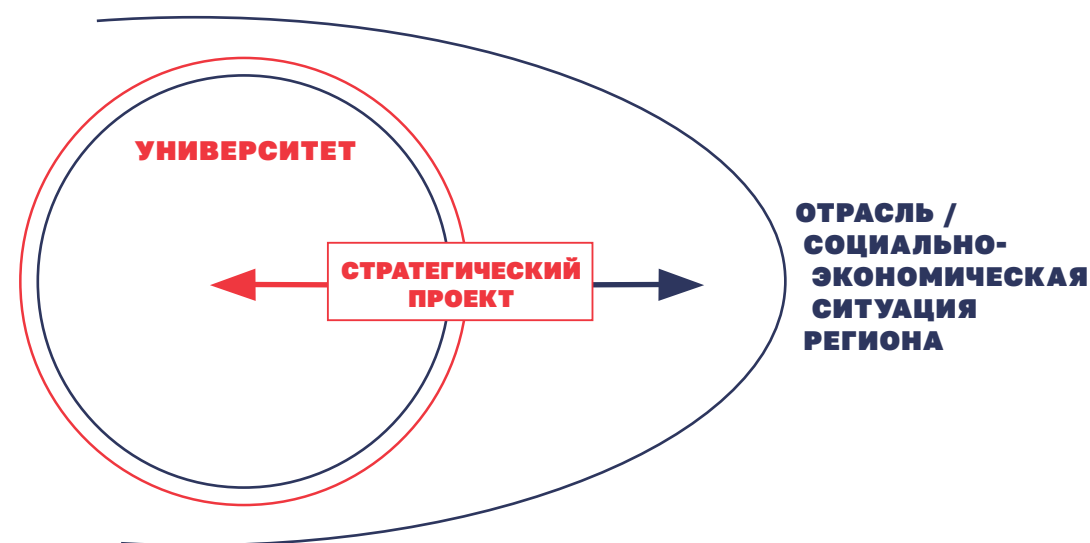 УНИВЕРСИТЕТ
СТРАТЕГИЧЕСКИЙ
ПРОЕКТ
ОТРАСЛЬ /
СОЦИАЛЬНО-
ЭКОНОМИЧЕСКАЯ
СИТУАЦИЯ
РЕГИОНА